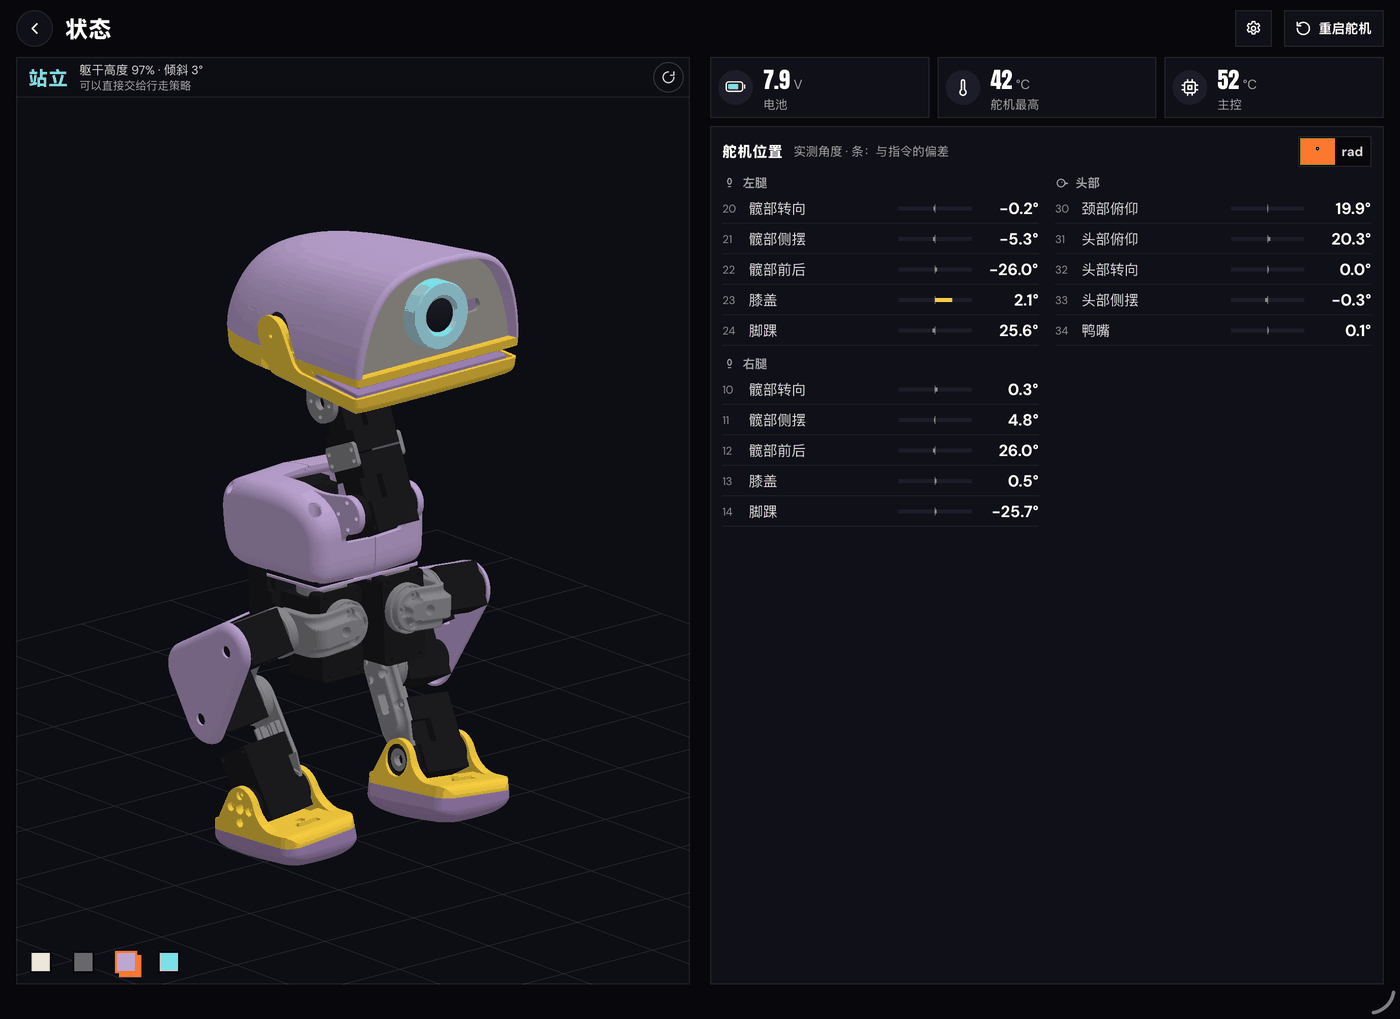 状态
重启舵机
站立
躯干高度 97% · 倾斜 3°
可以直接交给行走策略
7.9 V
电池
42 °C
舵机最高
52 °C
主控
舵机位置 实测角度 · 条：与指令的偏差
° rad
左腿
20 髋部转向 −0.2°
21 髋部侧摆 −5.3°
22 髋部前后 −26.0°
23 膝盖 2.1°
24 脚踝 25.6°
右腿
10 髋部转向 0.3°
11 髋部侧摆 4.8°
12 髋部前后 26.0°
13 膝盖 0.5°
14 脚踝 −25.7°
头部
30 颈部俯仰 19.9°
31 头部俯仰 20.3°
32 头部转向 0.0°
33 头部侧摆 −0.3°
34 鸭嘴 0.1°